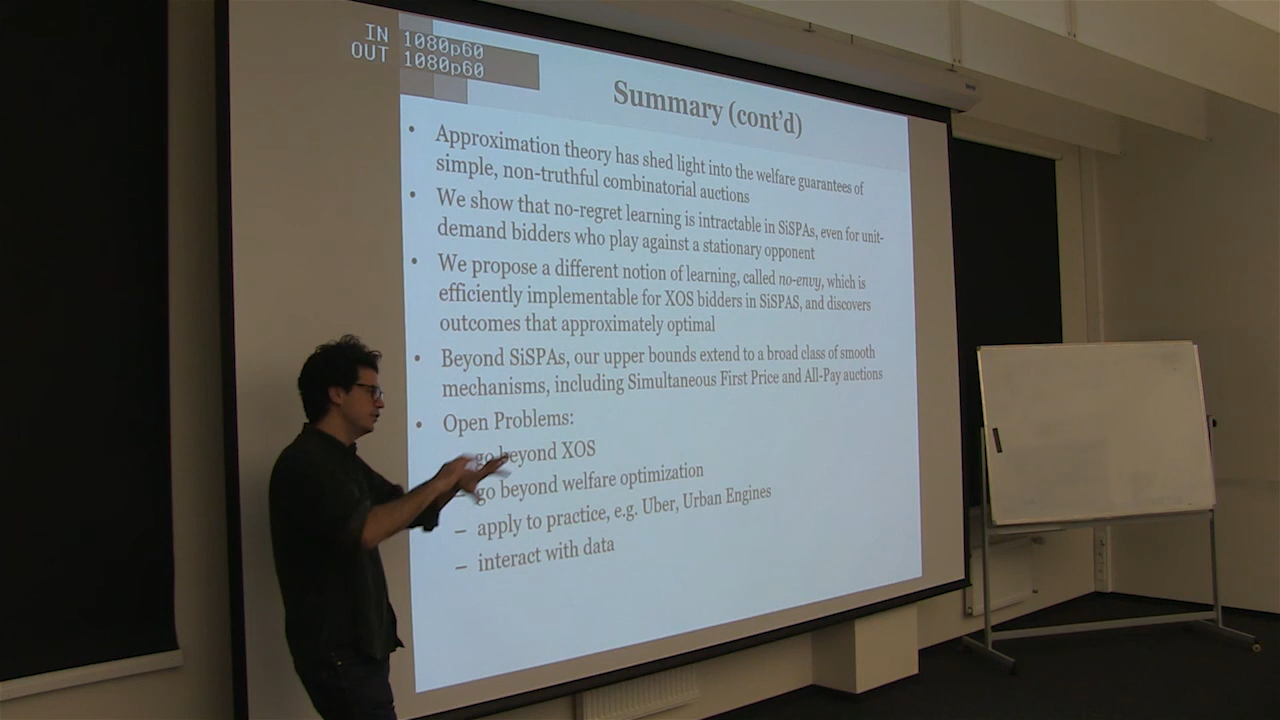 IN 1080p60
OUT 1080p60
Summary (cont'd)
• Approximation theory has shed light into the welfare guarantees of
simple, non-truthful combinatorial auctions
• We show that no-regret learning is intractable in SiSPAs, even for unit-
demand bidders who play against a stationary opponent
• We propose a different notion of learning, called no-envy, which is
efficiently implementable for XOS bidders in SiSPAS, and discovers
outcomes that approximately optimal
• Beyond SiSPAs, our upper bounds extend to a broad class of smooth
mechanisms, including Simultaneous First Price and All-Pay auctions
• Open Problems:
go beyond XOS
– go beyond welfare optimization
– apply to practice, e.g. Uber, Urban Engines
– interact with data